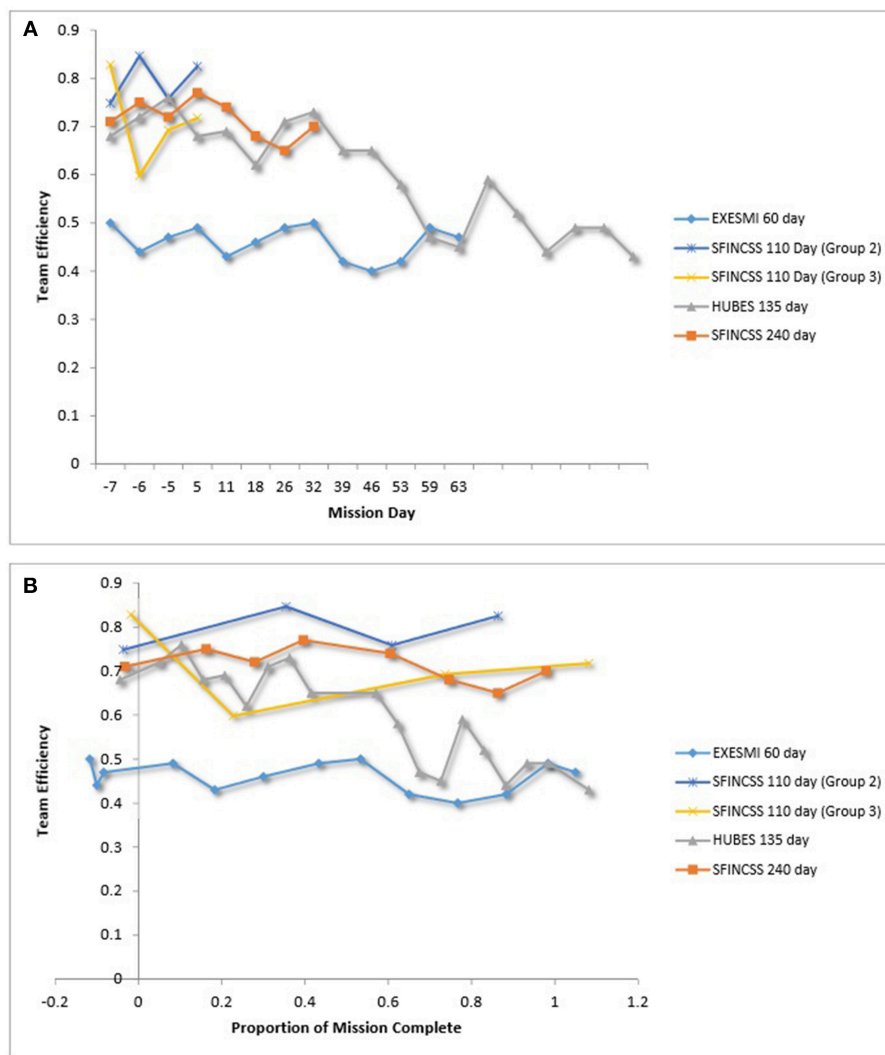 A
0.9
0.8
0.7
0.6
0.5
0.4
0.3
0.2
0.1
0
Team Efficiency
-7 -6 -5 5 11 18 26 32 39 46 53 59 63
Mission Day
EXESMI 60 day
SFINCSS 110 Day (Group 2)
SFINCSS 110 Day (Group 3)
HUBES 135 day
SFINCSS 240 day
B
0.9
0.8
0.7
0.6
0.5
0.4
0.3
0.2
0.1
0
Team Efficiency
-0.2 0 0.2 0.4 0.6 0.8 1 1.2
Proportion of Mission Complete
EXESMI 60 day
SFINCSS 110 day (Group 2)
SFINCSS 110 day (Group 3)
HUBES 135 day
SFINCSS 240 day